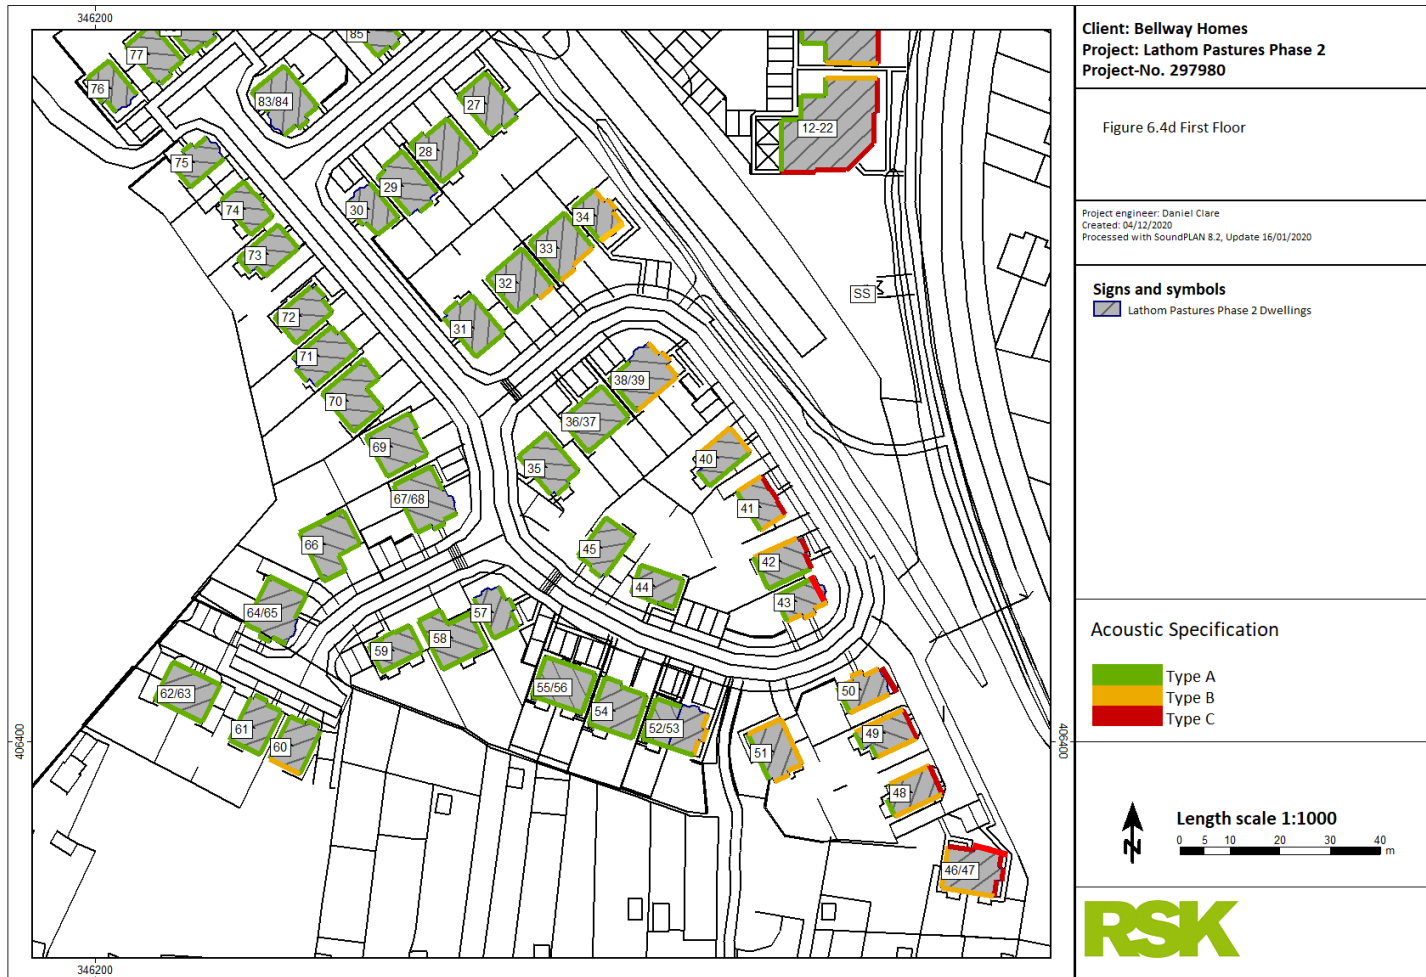 346200
Client: Bellway Homes
Project: Lathom Pastures Phase 2
Project-No. 297980
Figure 6.4d First Floor
Project engineer: Daniel Clare
Created: 04/12/2020
Processed with SoundPLAN 8.2, Update 16/01/2020
Signs and symbols
Lathom Pastures Phase 2 Dwellings
Acoustic Specification
Type A
Type B
Type C
Length scale 1:1000
0 5 10 20 30 40
m
N
RSK
85
77
76
83/84
27
12-22
28
75
29
30
74
34
33
73
32
SS
72
31
71
38/39
70
36/37
69
40
35
67/68
41
66
45
42
44
43
64/65
57
58
59
62/63
55/56
50
54
52/53
61
49
60
51
48
46/47
406400
406400
346200